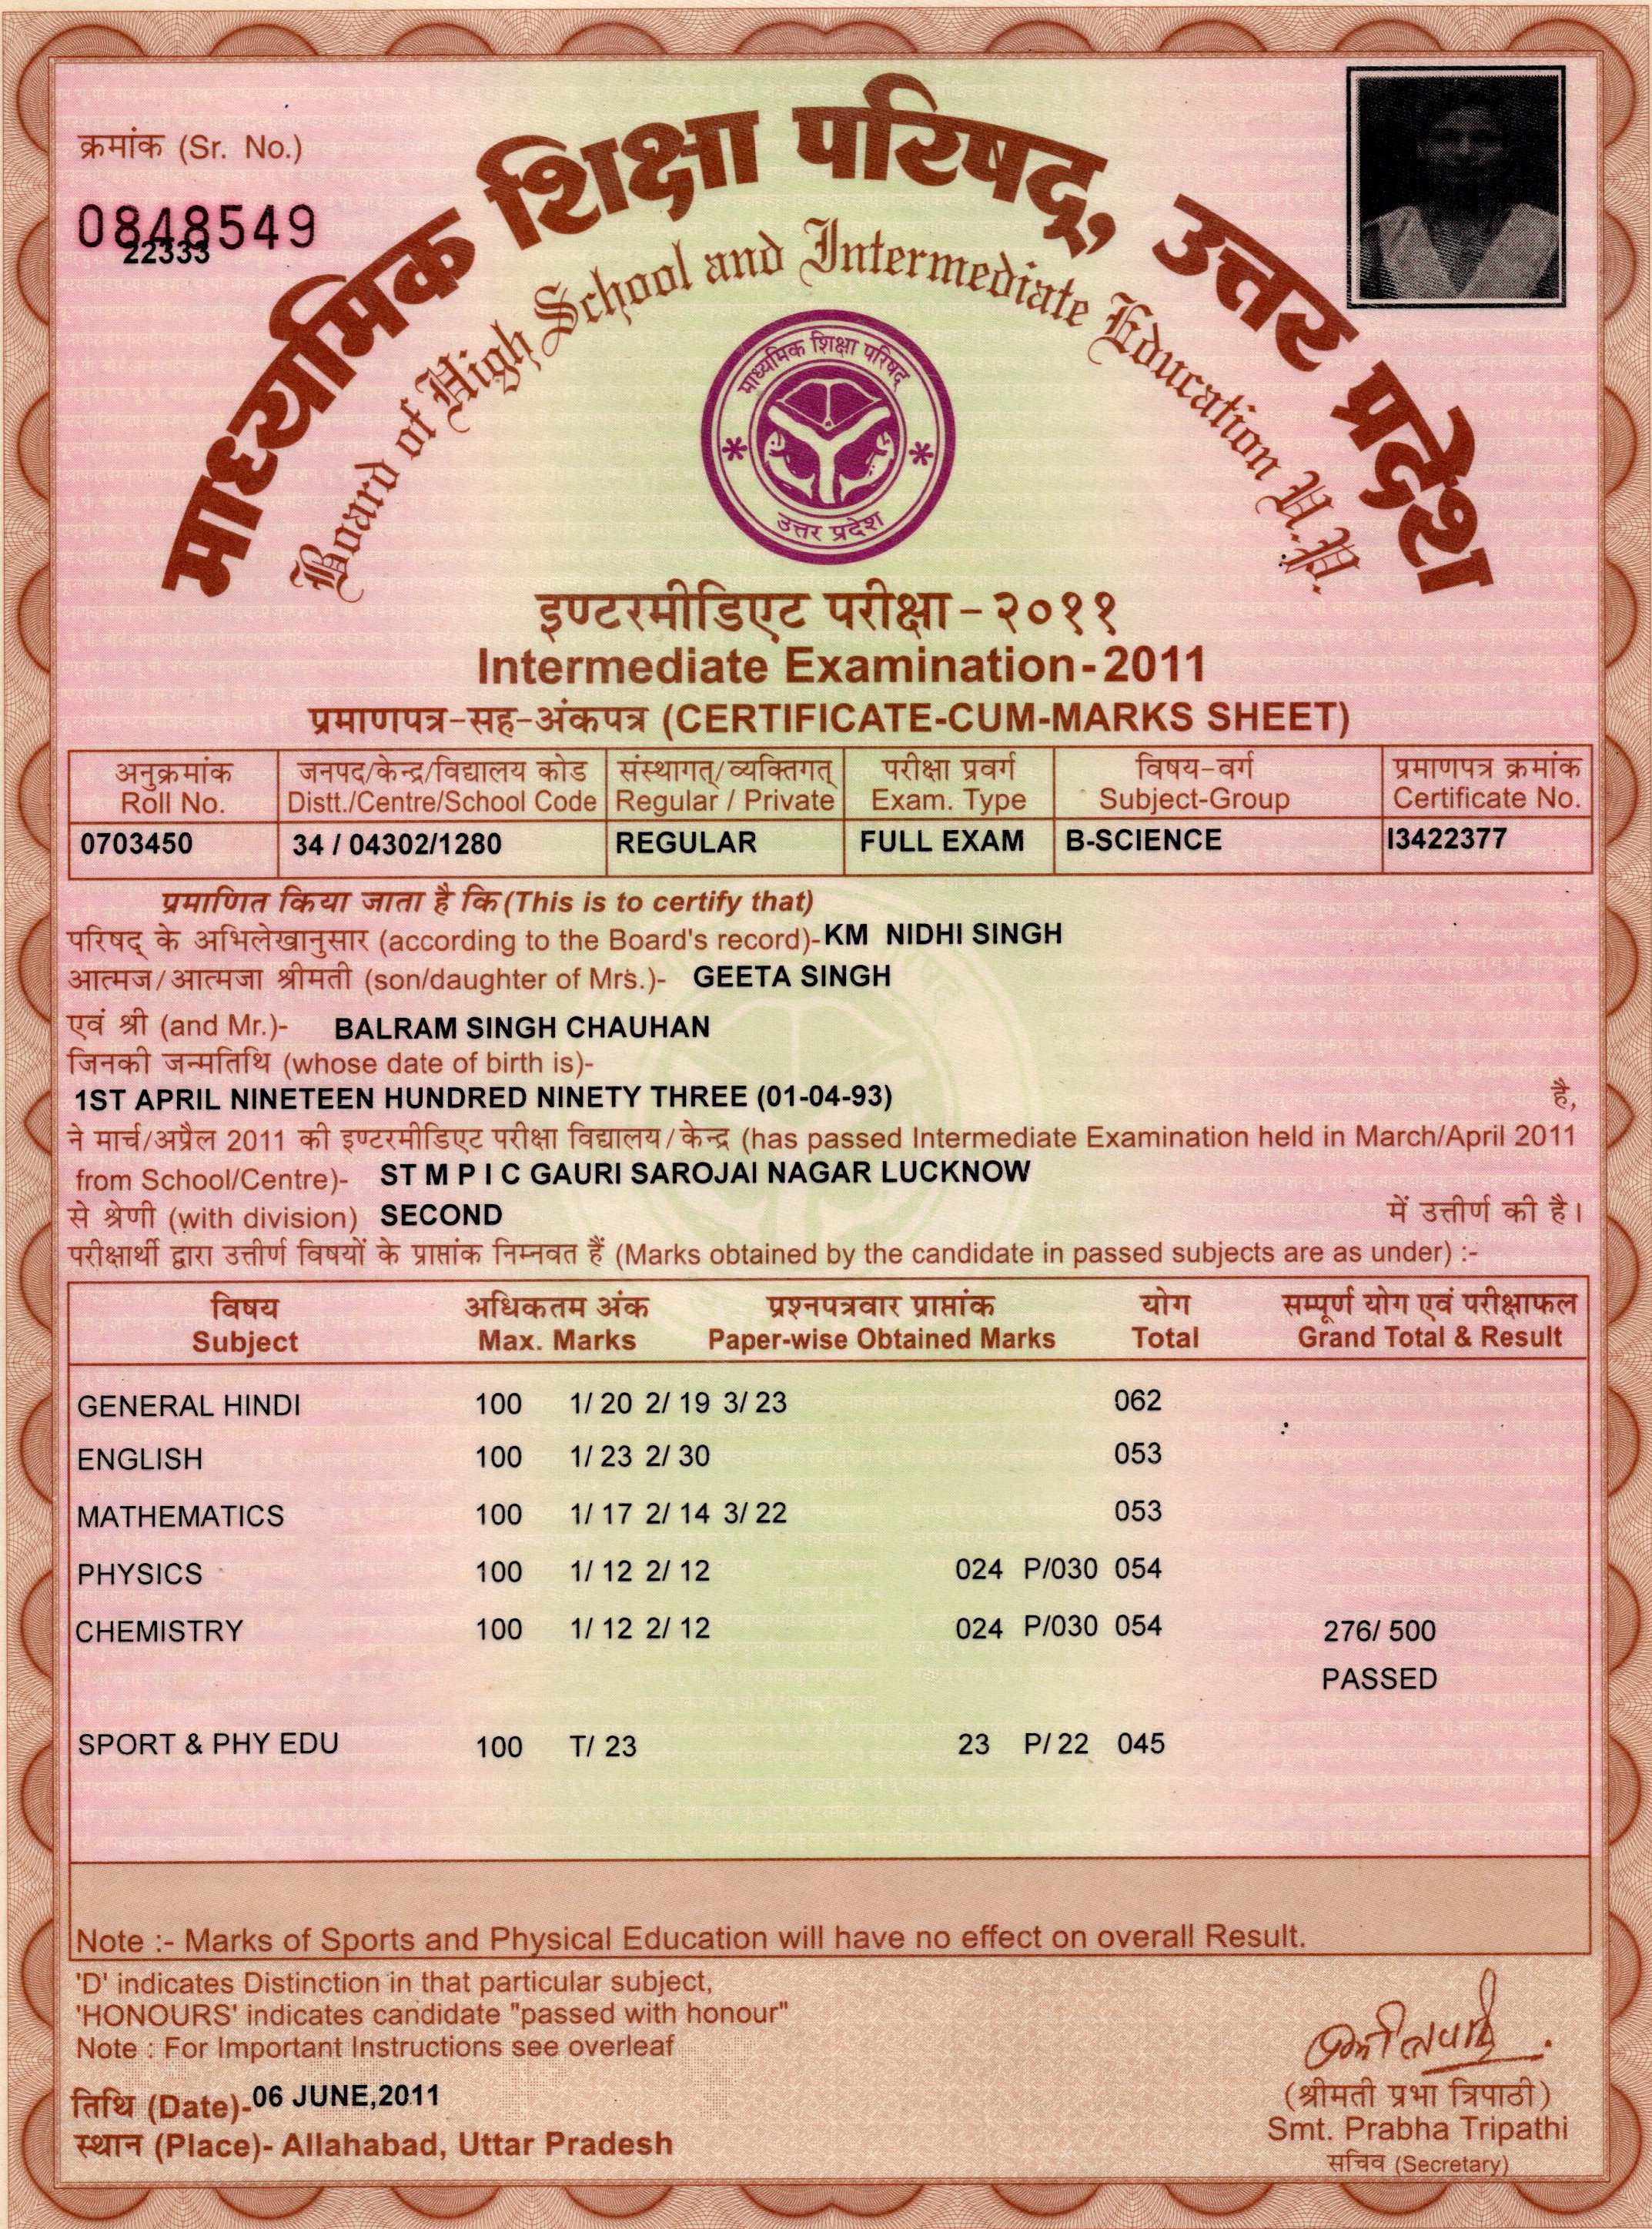 क्रमांक (Sr. No.)
0848549
22333
माध्यमिक शिक्षा परिषद्, उत्तर प्रदेश
Board of High School and Intermediate Education U.P.
माध्यमिक शिक्षा परिषद
उत्तर प्रदेश
इण्टरमीडिएट परीक्षा - २०११
Intermediate Examination-2011
प्रमाणपत्र-सह-अंकपत्र (CERTIFICATE-CUM-MARKS SHEET)
अनुक्रमांक जनपद/केन्द्र/विद्यालय कोड संस्थागत्/व्यक्तिगत् परीक्षा प्रवर्ग विषय-वर्ग प्रमाणपत्र क्रमांक
Roll No. Distt./Centre/School Code Regular / Private Exam. Type Subject-Group Certificate No.
0703450 34 / 04302/1280 REGULAR FULL EXAM B-SCIENCE I3422377
प्रमाणित किया जाता है कि (This is to certify that)
परिषद् के अभिलेखानुसार (according to the Board's record)- KM NIDHI SINGH
आत्मज/आत्मजा श्रीमती (son/daughter of Mrs.)- GEETA SINGH
एवं श्री (and Mr.)- BALRAM SINGH CHAUHAN
जिनकी जन्मतिथि (whose date of birth is)-
1ST APRIL NINETEEN HUNDRED NINETY THREE (01-04-93) है,
ने मार्च/अप्रैल 2011 की इण्टरमीडिएट परीक्षा विद्यालय/केन्द्र (has passed Intermediate Examination held in March/April 2011
from School/Centre)- ST M P I C GAURI SAROJAI NAGAR LUCKNOW
से श्रेणी (with division) SECOND में उत्तीर्ण की है।
परीक्षार्थी द्वारा उत्तीर्ण विषयों के प्राप्तांक निम्नवत हैं (Marks obtained by the candidate in passed subjects are as under) :-
विषय अधिकतम अंक प्रश्नपत्रवार प्राप्तांक योग सम्पूर्ण योग एवं परीक्षाफल
Subject Max. Marks Paper-wise Obtained Marks Total Grand Total & Result
GENERAL HINDI 100 1/ 20 2/ 19 3/ 23 062
ENGLISH 100 1/ 23 2/ 30 053
MATHEMATICS 100 1/ 17 2/ 14 3/ 22 053
PHYSICS 100 1/ 12 2/ 12 024 P/030 054
CHEMISTRY 100 1/ 12 2/ 12 024 P/030 054 276/ 500
PASSED
SPORT & PHY EDU 100 T/ 23 23 P/ 22 045
Note :- Marks of Sports and Physical Education will have no effect on overall Result.
'D' indicates Distinction in that particular subject,
'HONOURS' indicates candidate "passed with honour"
Note : For Important Instructions see overleaf
तिथि (Date)-06 JUNE,2011
स्थान (Place)- Allahabad, Uttar Pradesh
(श्रीमती प्रभा त्रिपाठी)
Smt. Prabha Tripathi
सचिव (Secretary)